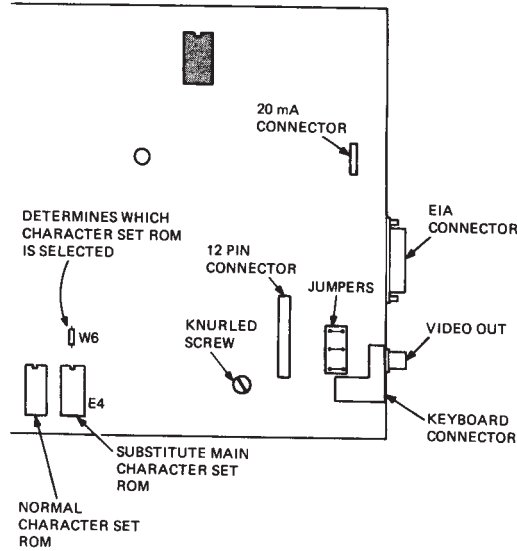 20 mA
CONNECTOR
DETERMINES WHICH
CHARACTER SET ROM
IS SELECTED
EIA
CONNECTOR
12 PIN
CONNECTOR
JUMPERS
KNURLED
SCREW
VIDEO OUT
W6
E4
KEYBOARD
CONNECTOR
SUBSTITUTE MAIN
CHARACTER SET
ROM
NORMAL
CHARACTER SET
ROM